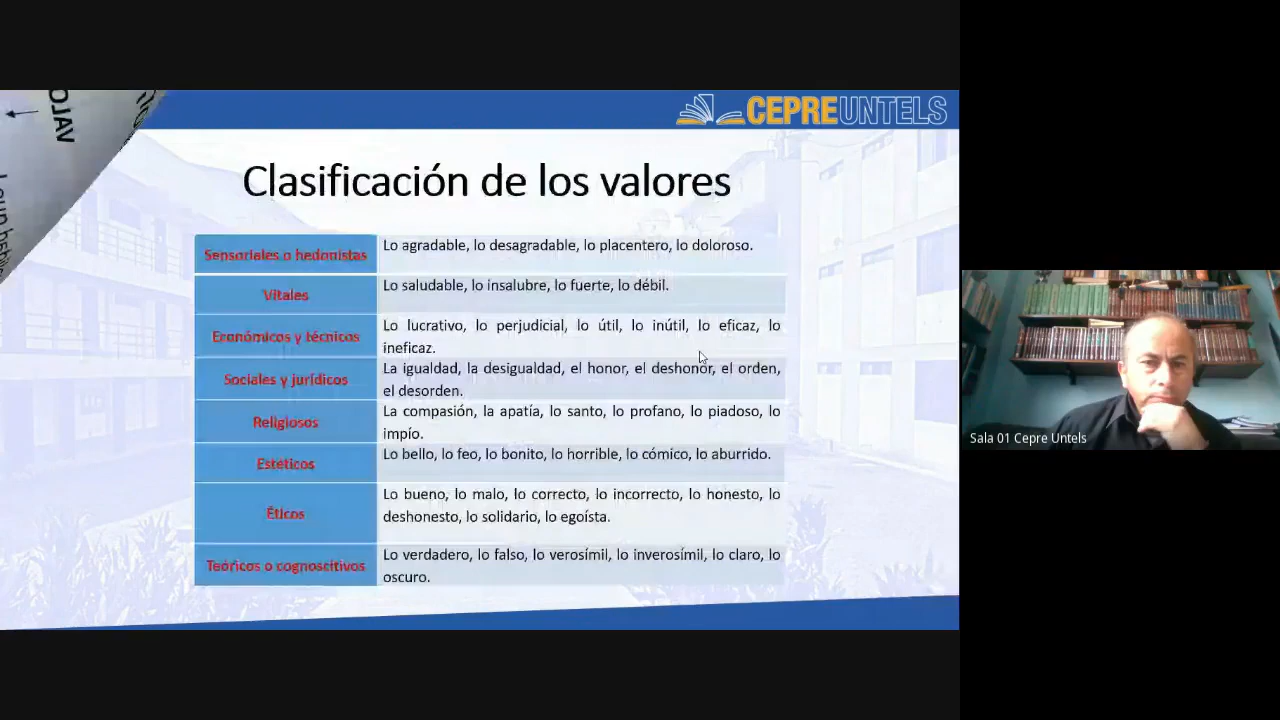 VALO
CEPREUNTELS
Clasificación de los valores
Sensoriales o hedonistas
Lo agradable, lo desagradable, lo placentero, lo doloroso.
Vitales
Lo saludable, lo insalubre, lo fuerte, lo débil.
Económicos y técnicos
Lo lucrativo, lo perjudicial, lo útil, lo inútil, lo eficaz, lo
ineficaz.
Sociales y jurídicos
La igualdad, la desigualdad, el honor, el deshonor, el orden,
el desorden.
Religiosos
La compasión, la apatía, lo santo, lo profano, lo piadoso, lo
impío.
Estéticos
Lo bello, lo feo, lo bonito, lo horrible, lo cómico, lo aburrido.
Éticos
Lo bueno, lo malo, lo correcto, lo incorrecto, lo honesto, lo
deshonesto, lo solidario, lo egoísta.
Teóricos o cognoscitivos
Lo verdadero, lo falso, lo verosímil, lo inverosímil, lo claro, lo
oscuro.
Sala 01 Cepre Untels